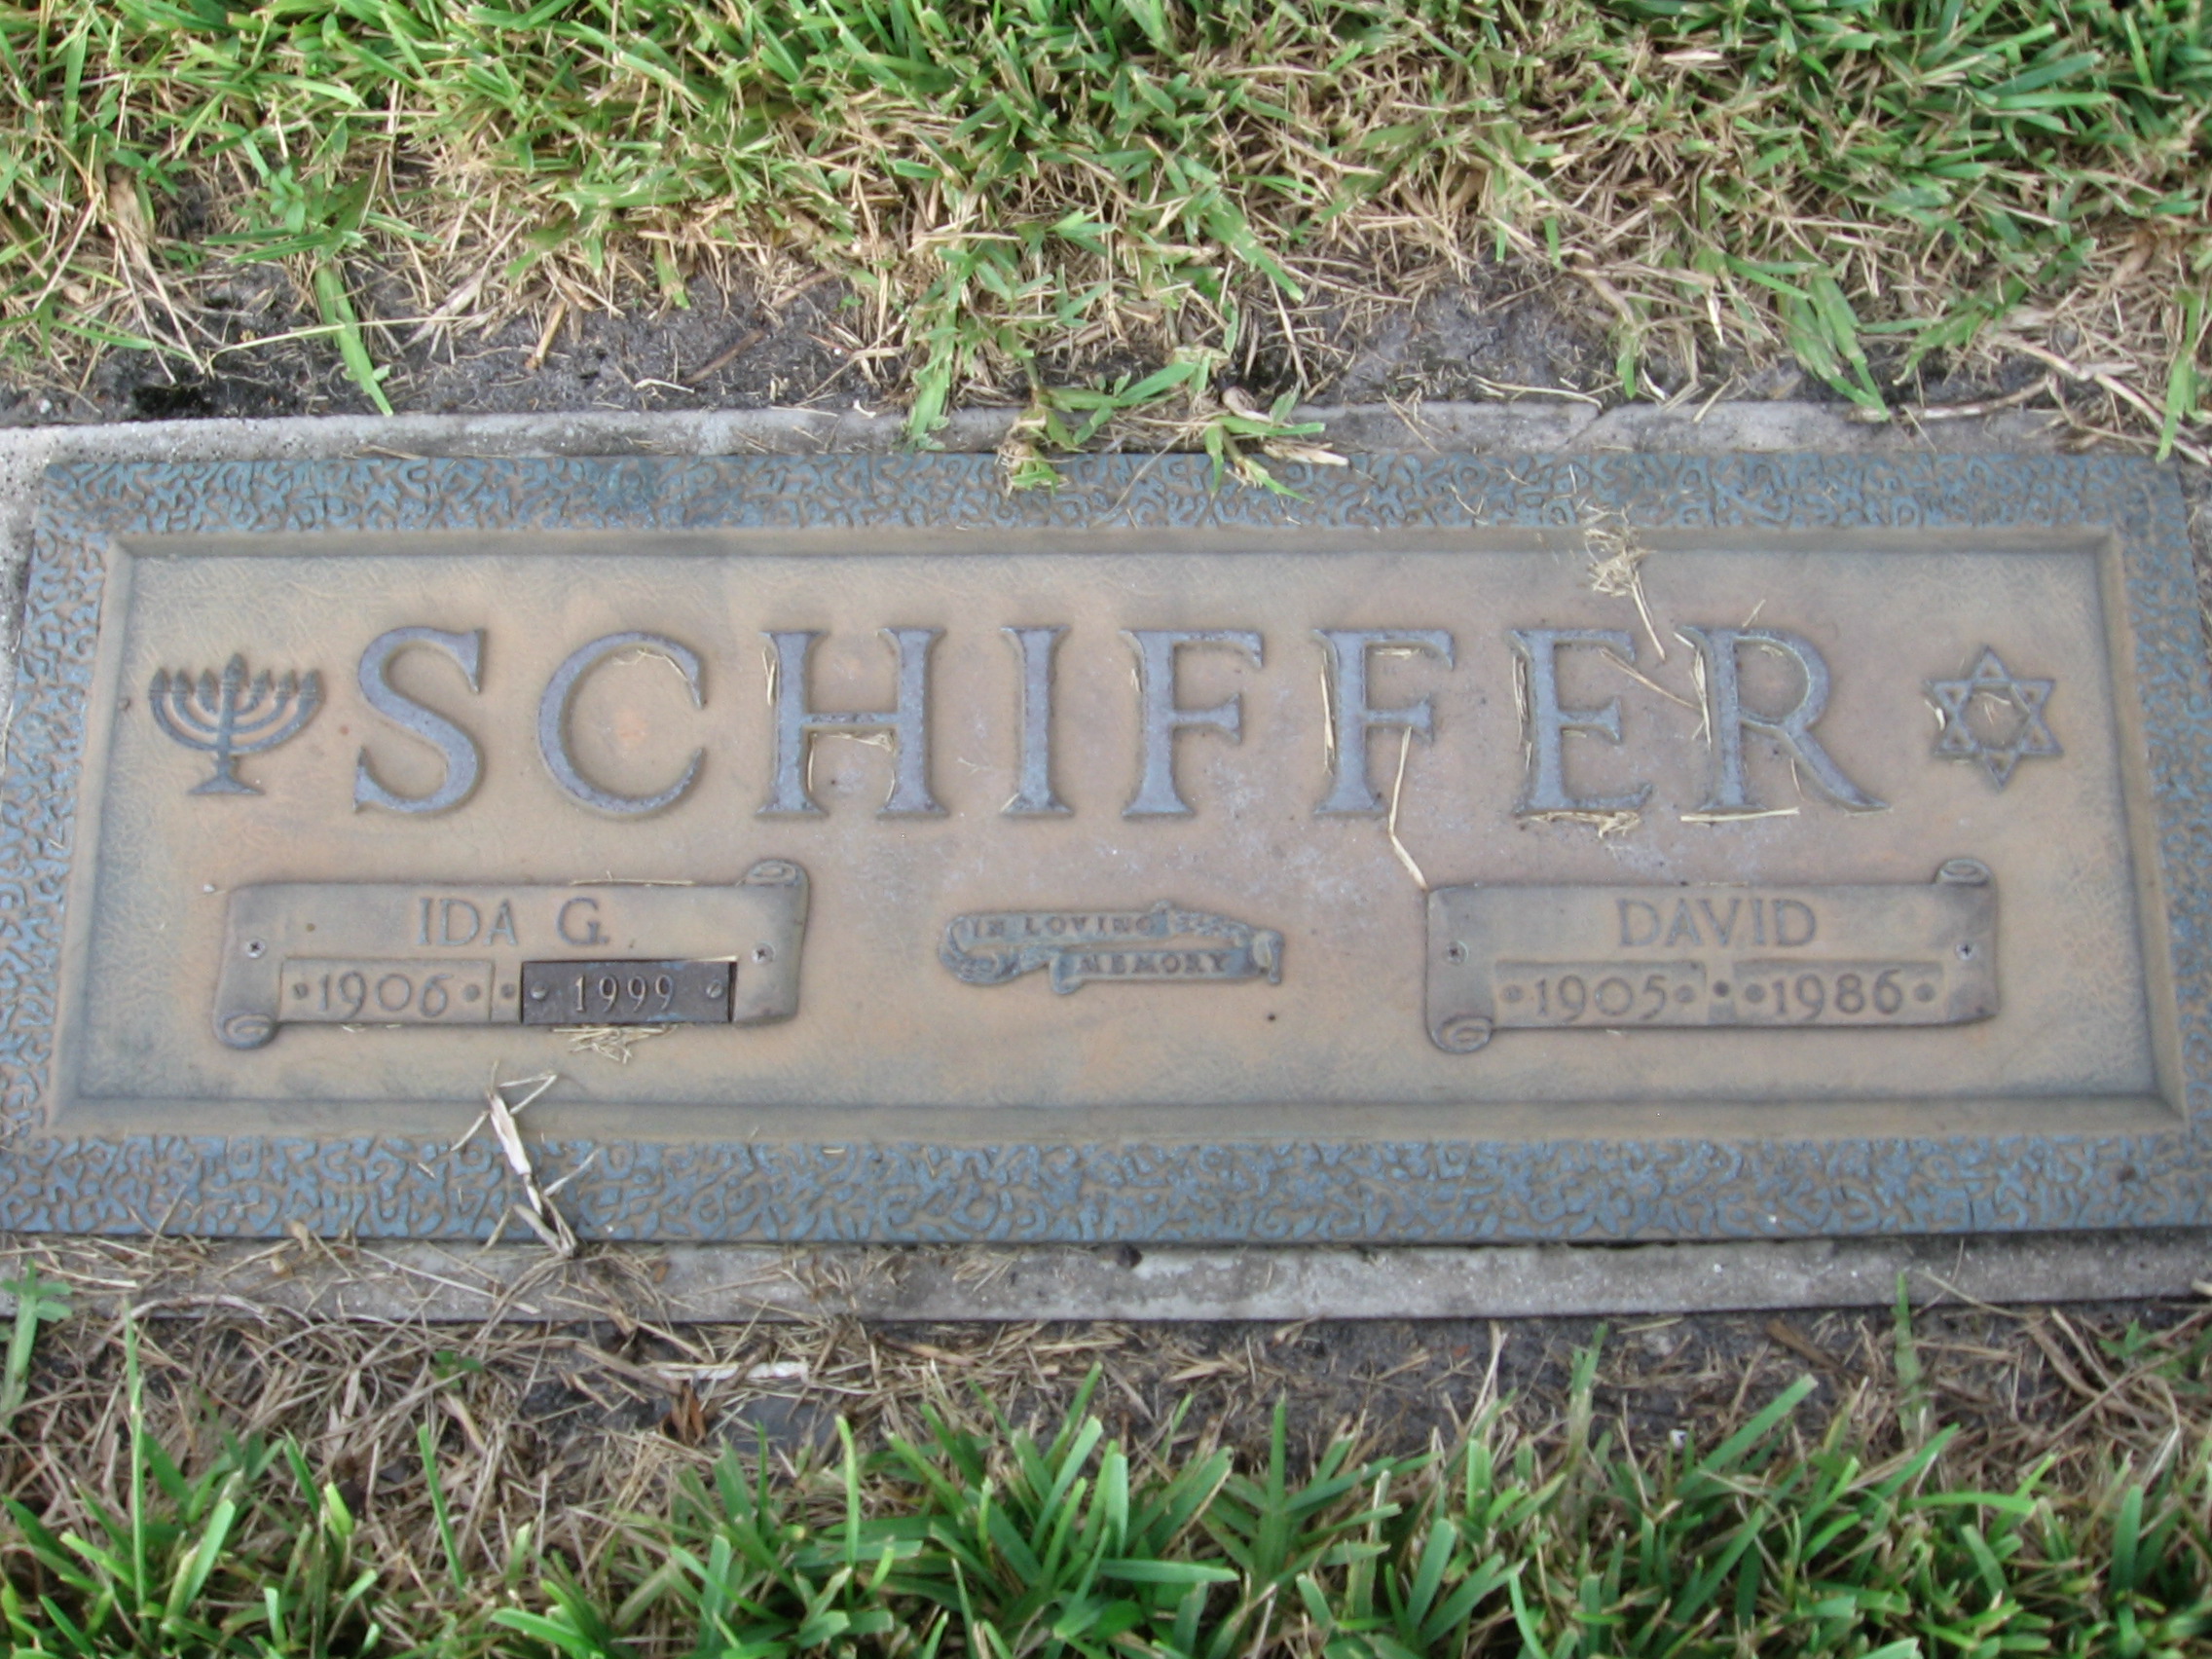 SCHIFFER
IDA G.
1906 1999
IN LOVING
MEMORY
DAVID
1905 1986